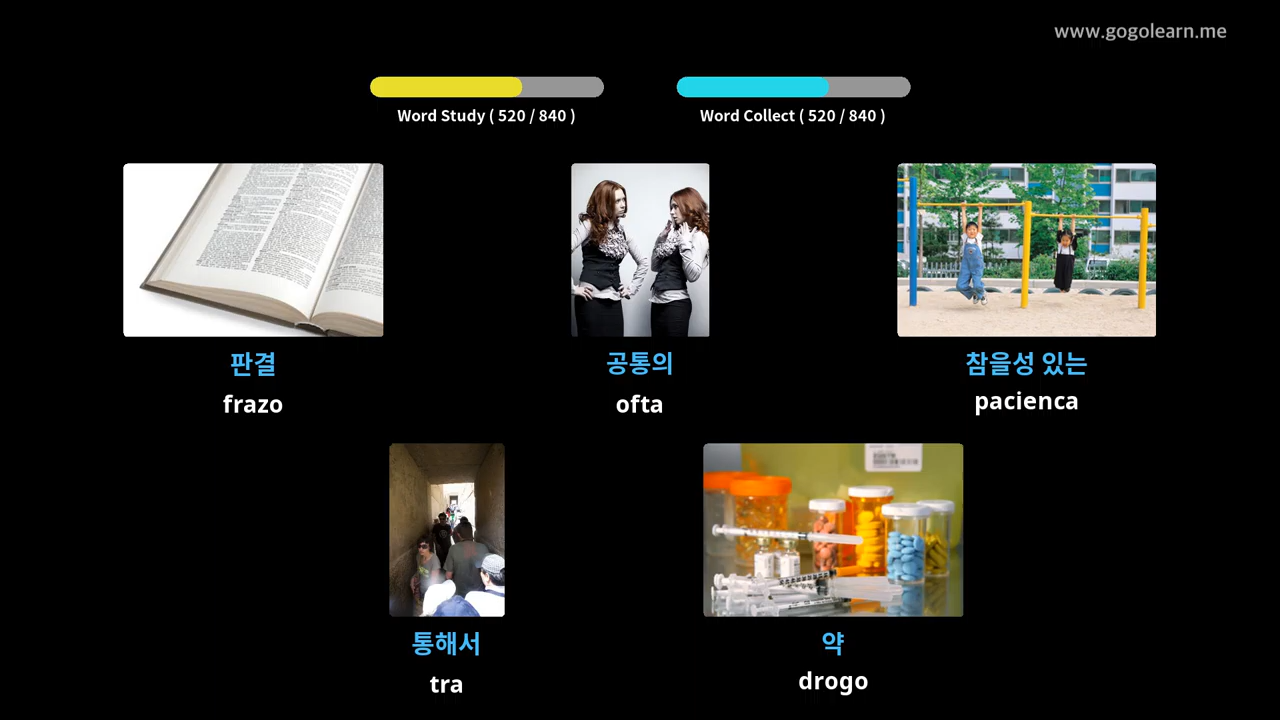 www.gogolearn.me
Word Study ( 520 / 840 )
Word Collect ( 520 / 840 )
판결
frazo
공통의
ofta
참을성 있는
pacienca
통해서
tra
약
drogo